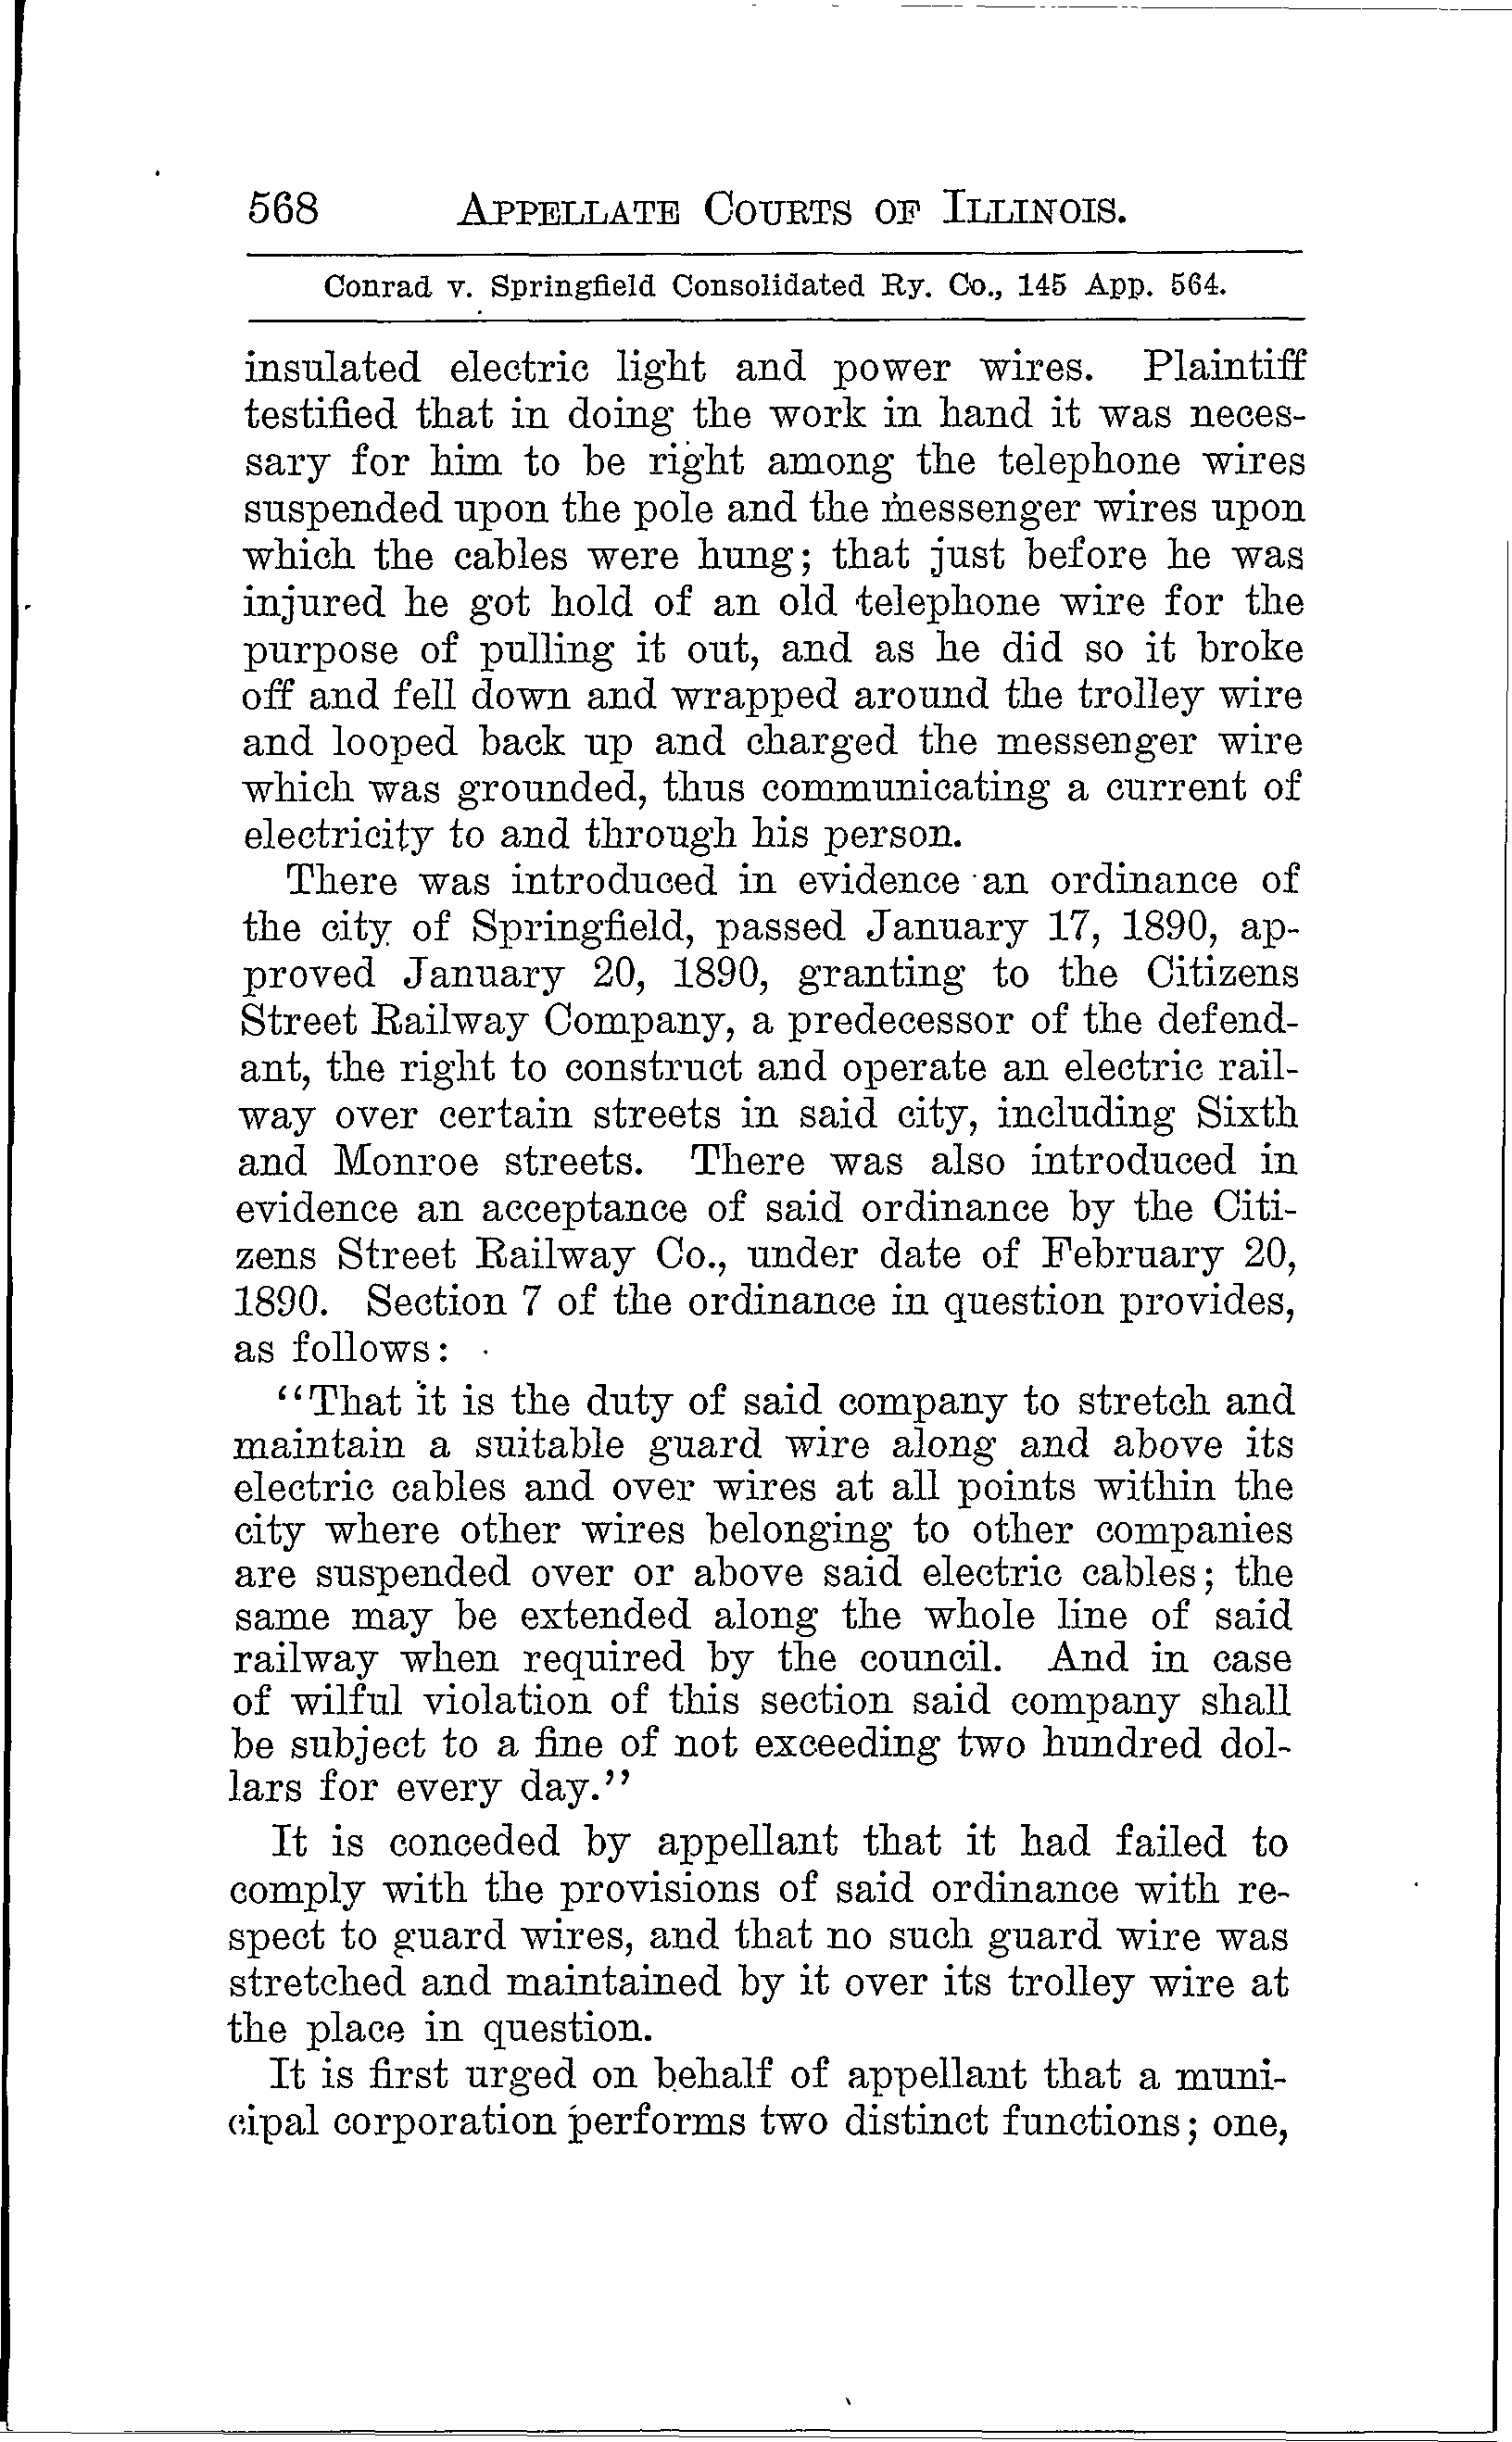 568 APPELLATE COURTS OF ILLINOIS.
Conrad v. Springfield Consolidated Ry. Co., 145 App. 564.
insulated electric light and power wires. Plaintiff
testified that in doing the work in hand it was neces-
sary for him to be right among the telephone wires
suspended upon the pole and the messenger wires upon
which the cables were hung; that just before he was
injured he got hold of an old telephone wire for the
purpose of pulling it out, and as he did so it broke
off and fell down and wrapped around the trolley wire
and looped back up and charged the messenger wire
which was grounded, thus communicating a current of
electricity to and through his person.
There was introduced in evidence an ordinance of
the city of Springfield, passed January 17, 1890, ap-
proved January 20, 1890, granting to the Citizens
Street Railway Company, a predecessor of the defend-
ant, the right to construct and operate an electric rail-
way over certain streets in said city, including Sixth
and Monroe streets. There was also introduced in
evidence an acceptance of said ordinance by the Citi-
zens Street Railway Co., under date of February 20,
1890. Section 7 of the ordinance in question provides,
as follows:
"That it is the duty of said company to stretch and
maintain a suitable guard wire along and above its
electric cables and over wires at all points within the
city where other wires belonging to other companies
are suspended over or above said electric cables; the
same may be extended along the whole line of said
railway when required by the council. And in case
of wilful violation of this section said company shall
be subject to a fine of not exceeding two hundred dol-
lars for every day."
It is conceded by appellant that it had failed to
comply with the provisions of said ordinance with re-
spect to guard wires, and that no such guard wire was
stretched and maintained by it over its trolley wire at
the place in question.
It is first urged on behalf of appellant that a muni-
cipal corporation performs two distinct functions; one,